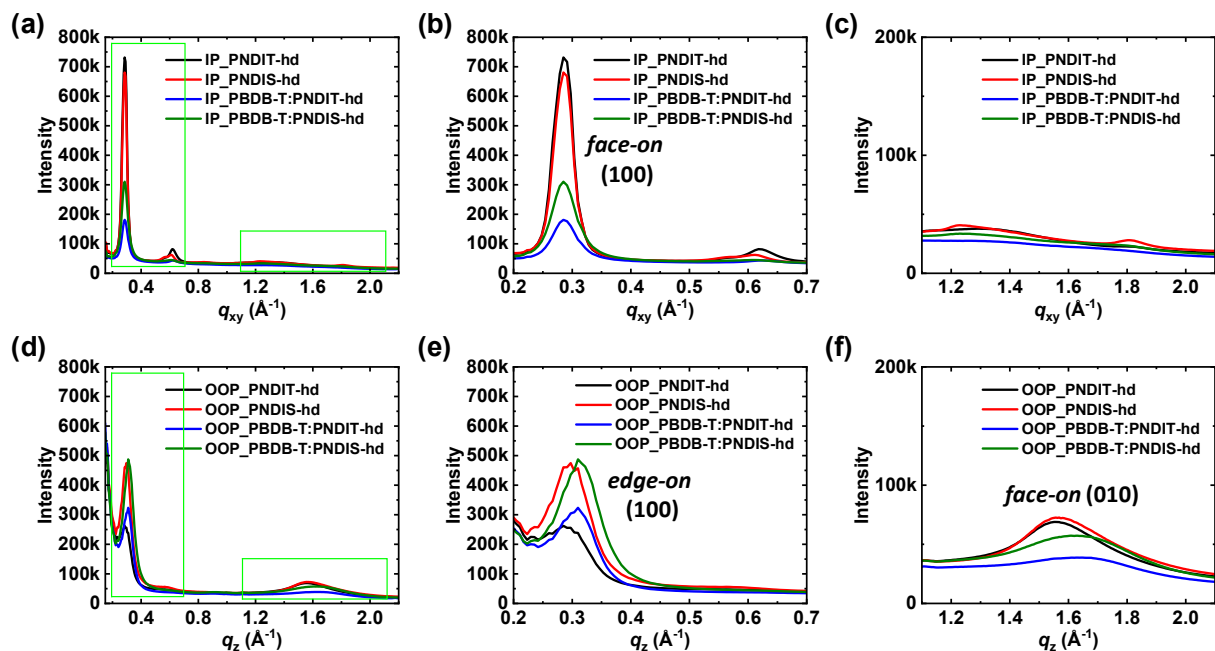 (a)
800k
700k
600k
500k
400k
300k
200k
100k
0
Intensity
0.4 0.8 1.2 1.6 2.0
qxy (Å-1)
IP_PNDIT-hd
IP_PNDIS-hd
IP_PBDB-T:PNDIT-hd
IP_PBDB-T:PNDIS-hd
(b)
800k
700k
600k
500k
400k
300k
200k
100k
0
Intensity
0.2 0.3 0.4 0.5 0.6 0.7
qxy (Å-1)
IP_PNDIT-hd
IP_PNDIS-hd
IP_PBDB-T:PNDIT-hd
IP_PBDB-T:PNDIS-hd
face-on
(100)
(c)
200k
100k
0
Intensity
1.2 1.4 1.6 1.8 2.0
qxy (Å-1)
IP_PNDIT-hd
IP_PNDIS-hd
IP_PBDB-T:PNDIT-hd
IP_PBDB-T:PNDIS-hd
(d)
800k
700k
600k
500k
400k
300k
200k
100k
0
Intensity
0.4 0.8 1.2 1.6 2.0
qz (Å-1)
OOP_PNDIT-hd
OOP_PNDIS-hd
OOP_PBDB-T:PNDIT-hd
OOP_PBDB-T:PNDIS-hd
(e)
800k
700k
600k
500k
400k
300k
200k
100k
0
Intensity
0.2 0.3 0.4 0.5 0.6 0.7
qz (Å-1)
OOP_PNDIT-hd
OOP_PNDIS-hd
OOP_PBDB-T:PNDIT-hd
OOP_PBDB-T:PNDIS-hd
edge-on
(100)
(f)
200k
100k
0
Intensity
1.2 1.4 1.6 1.8 2.0
qz (Å-1)
OOP_PNDIT-hd
OOP_PNDIS-hd
OOP_PBDB-T:PNDIT-hd
OOP_PBDB-T:PNDIS-hd
face-on (010)